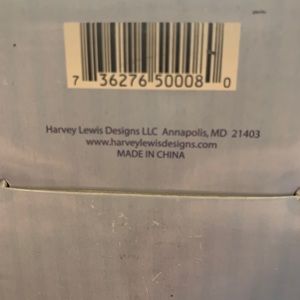 7 36276 50008 0
Harvey Lewis Designs LLC Annapolis, MD 21403
www.harveylewisdesigns.com
MADE IN CHINA